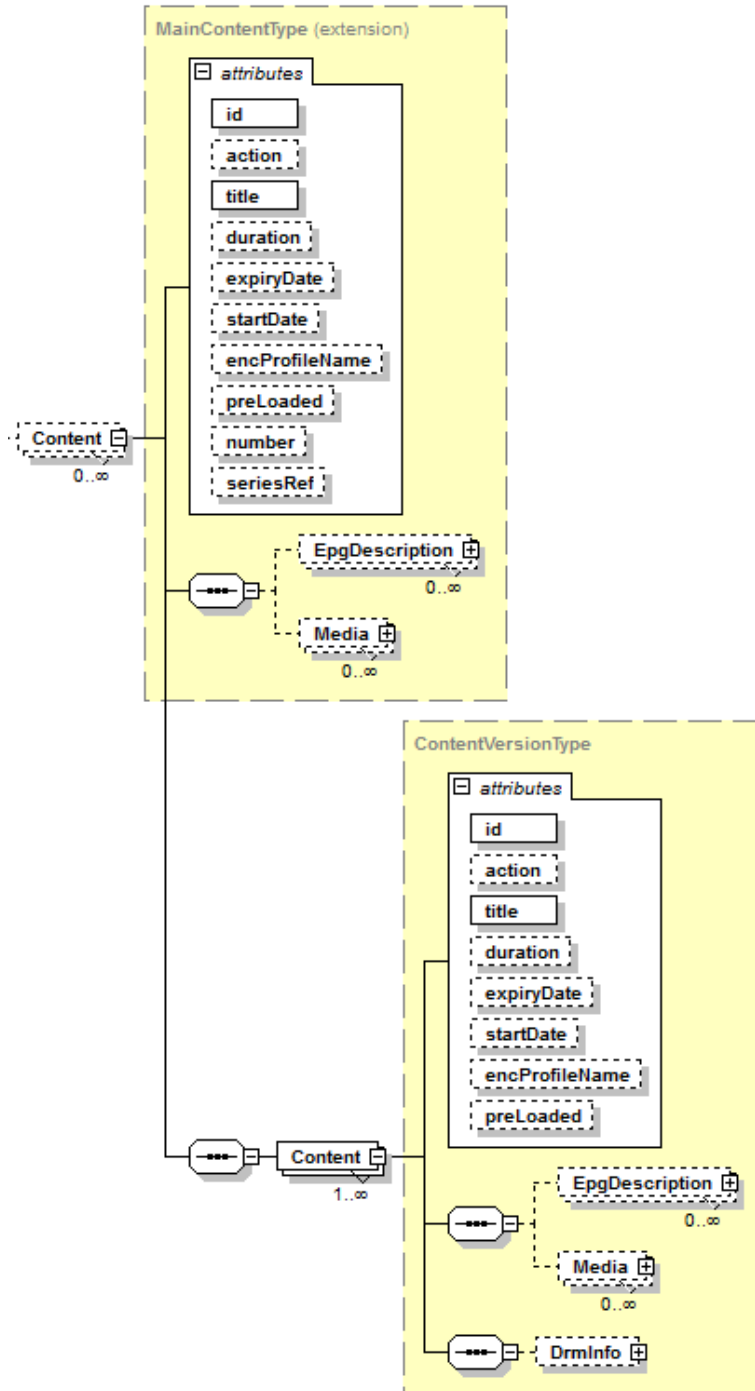 MainContentType (extension)
attributes
id
action
title
duration
expiryDate
startDate
encProfileName
preLoaded
number
seriesRef
Content
0..∞
EpgDescription
0..∞
Media
0..∞
ContentVersionType
attributes
id
action
title
duration
expiryDate
startDate
encProfileName
preLoaded
Content
1..∞
EpgDescription
0..∞
Media
0..∞
DrmInfo